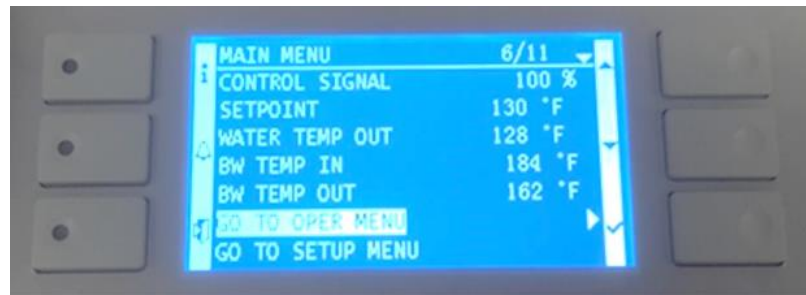 MAIN MENU 6/11
CONTROL SIGNAL 100 %
SETPOINT 130 °F
WATER TEMP OUT 128 °F
BW TEMP IN 184 °F
BW TEMP OUT 162 °F
GO TO OPER MENU
GO TO SETUP MENU